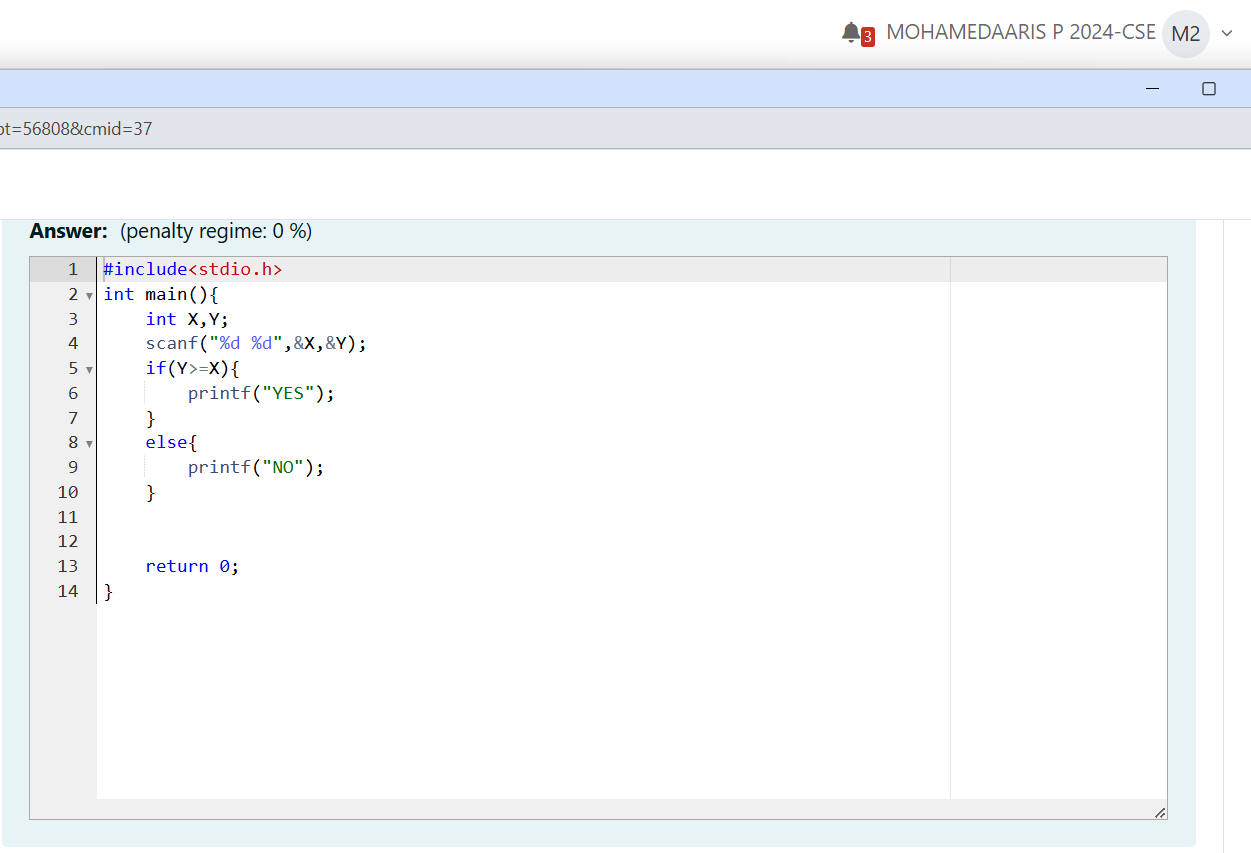 3 MOHAMEDAARIS P 2024-CSE M2
pt=56808&cmid=37
Answer: (penalty regime: 0 %)
1 #include<stdio.h>
2 int main(){
3     int X,Y;
4     scanf("%d %d",&X,&Y);
5     if(Y>=X){
6         printf("YES");
7     }
8     else{
9         printf("NO");
10     }
11
12
13     return 0;
14 }